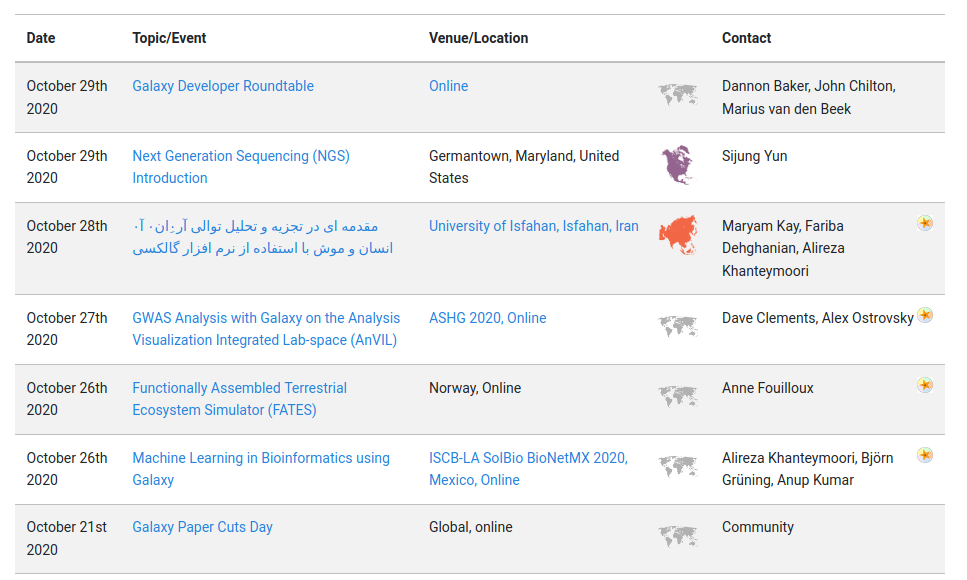 Date Topic/Event Venue/Location Contact
October 29th Galaxy Developer Roundtable Online Dannon Baker, John Chilton,
2020 Marius van den Beek
October 29th Next Generation Sequencing (NGS) Germantown, Maryland, United Sijung Yun
2020 Introduction States
October 28th مقدمه ای در تجزیه و تحلیل توالی University of Isfahan, Isfahan, Iran Maryam Kay, Fariba
2020 انسان و موش با استفاده از نرم افزار گالکسی Dehghanian, Alireza
Khanteymoori
October 27th GWAS Analysis with Galaxy on the Analysis ASHG 2020, Online Dave Clements, Alex Ostrovsky
2020 Visualization Integrated Lab-space (AnVIL)
October 26th Functionally Assembled Terrestrial Norway, Online Anne Fouilloux
2020 Ecosystem Simulator (FATES)
October 26th Machine Learning in Bioinformatics using ISCB-LA SolBio BioNetMX 2020, Alireza Khanteymoori, Björn
2020 Galaxy Mexico, Online Grüning, Anup Kumar
October 21st Galaxy Paper Cuts Day Global, online Community
2020